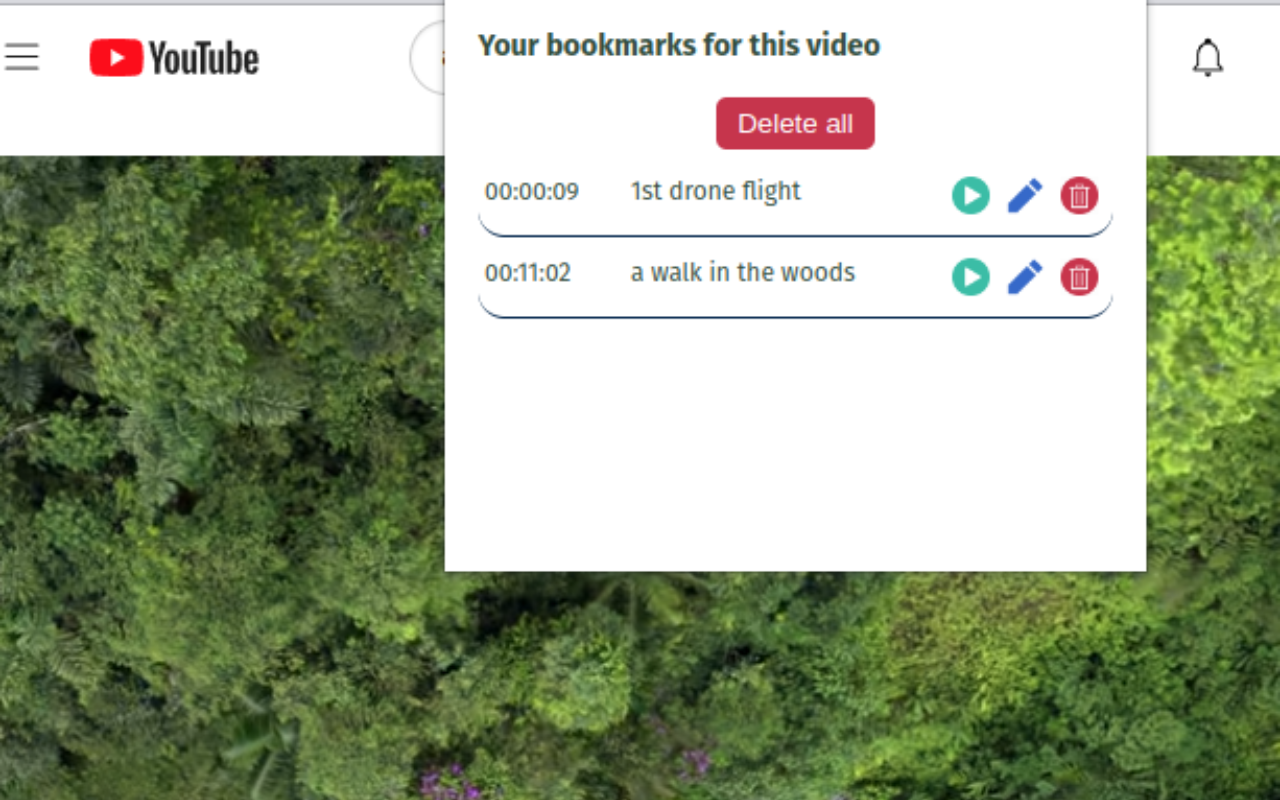 YouTube
Your bookmarks for this video
Delete all
00:00:09 1st drone flight
00:11:02 a walk in the woods